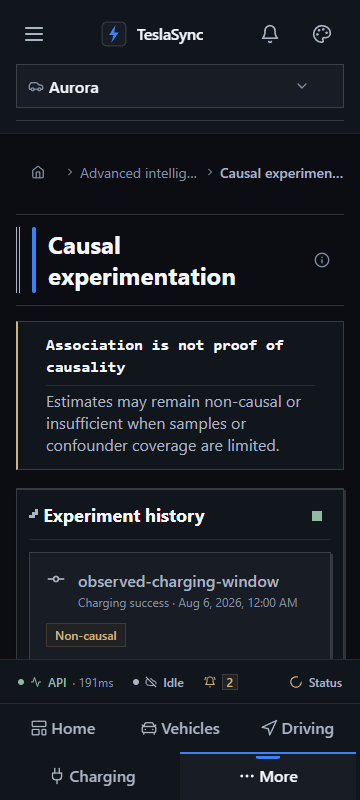 TeslaSync
Aurora
Advanced intellig... Causal experimen...
Causal
experimentation
Association is not proof of
causality
Estimates may remain non-causal or
insufficient when samples or
confounder coverage are limited.
Experiment history
observed-charging-window
Charging success · Aug 6, 2026, 12:00 AM
Non-causal
API · 191ms Idle 2 Status
Home Vehicles Driving
Charging More